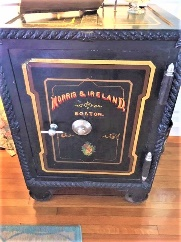 MORRIS & IRELAND,
BOSTON.